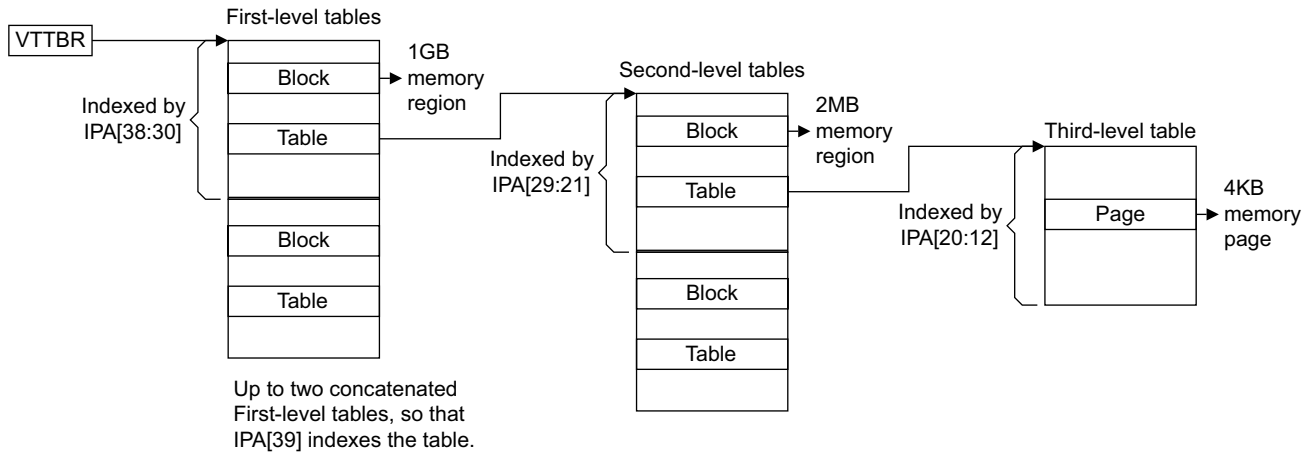 First-level tables
VTTBR
Block
1GB
memory
region
Indexed by
IPA[38:30]
Table
Block
Table
Up to two concatenated
First-level tables, so that
IPA[39] indexes the table.
Second-level tables
Block
2MB
memory
region
Indexed by
IPA[29:21]
Table
Block
Table
Third-level table
Indexed by
IPA[20:12]
Page
4KB
memory
page